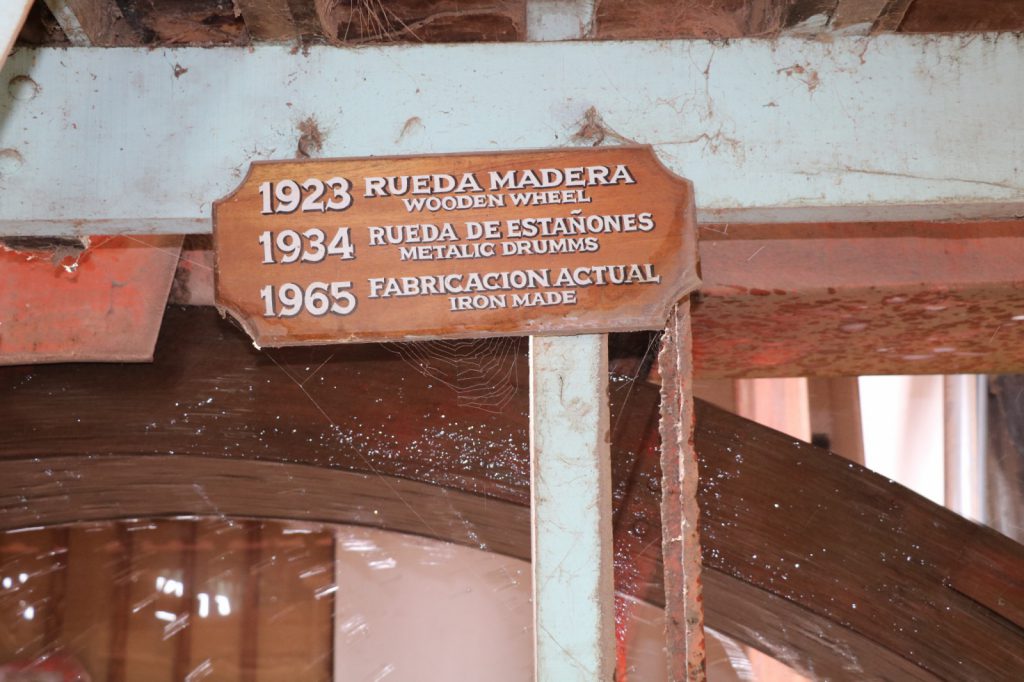 1923 RUEDA MADERA
WOODEN WHEEL
1934 RUEDA DE ESTAÑONES
METALIC DRUMMS
1965 FABRICACION ACTUAL
IRON MADE